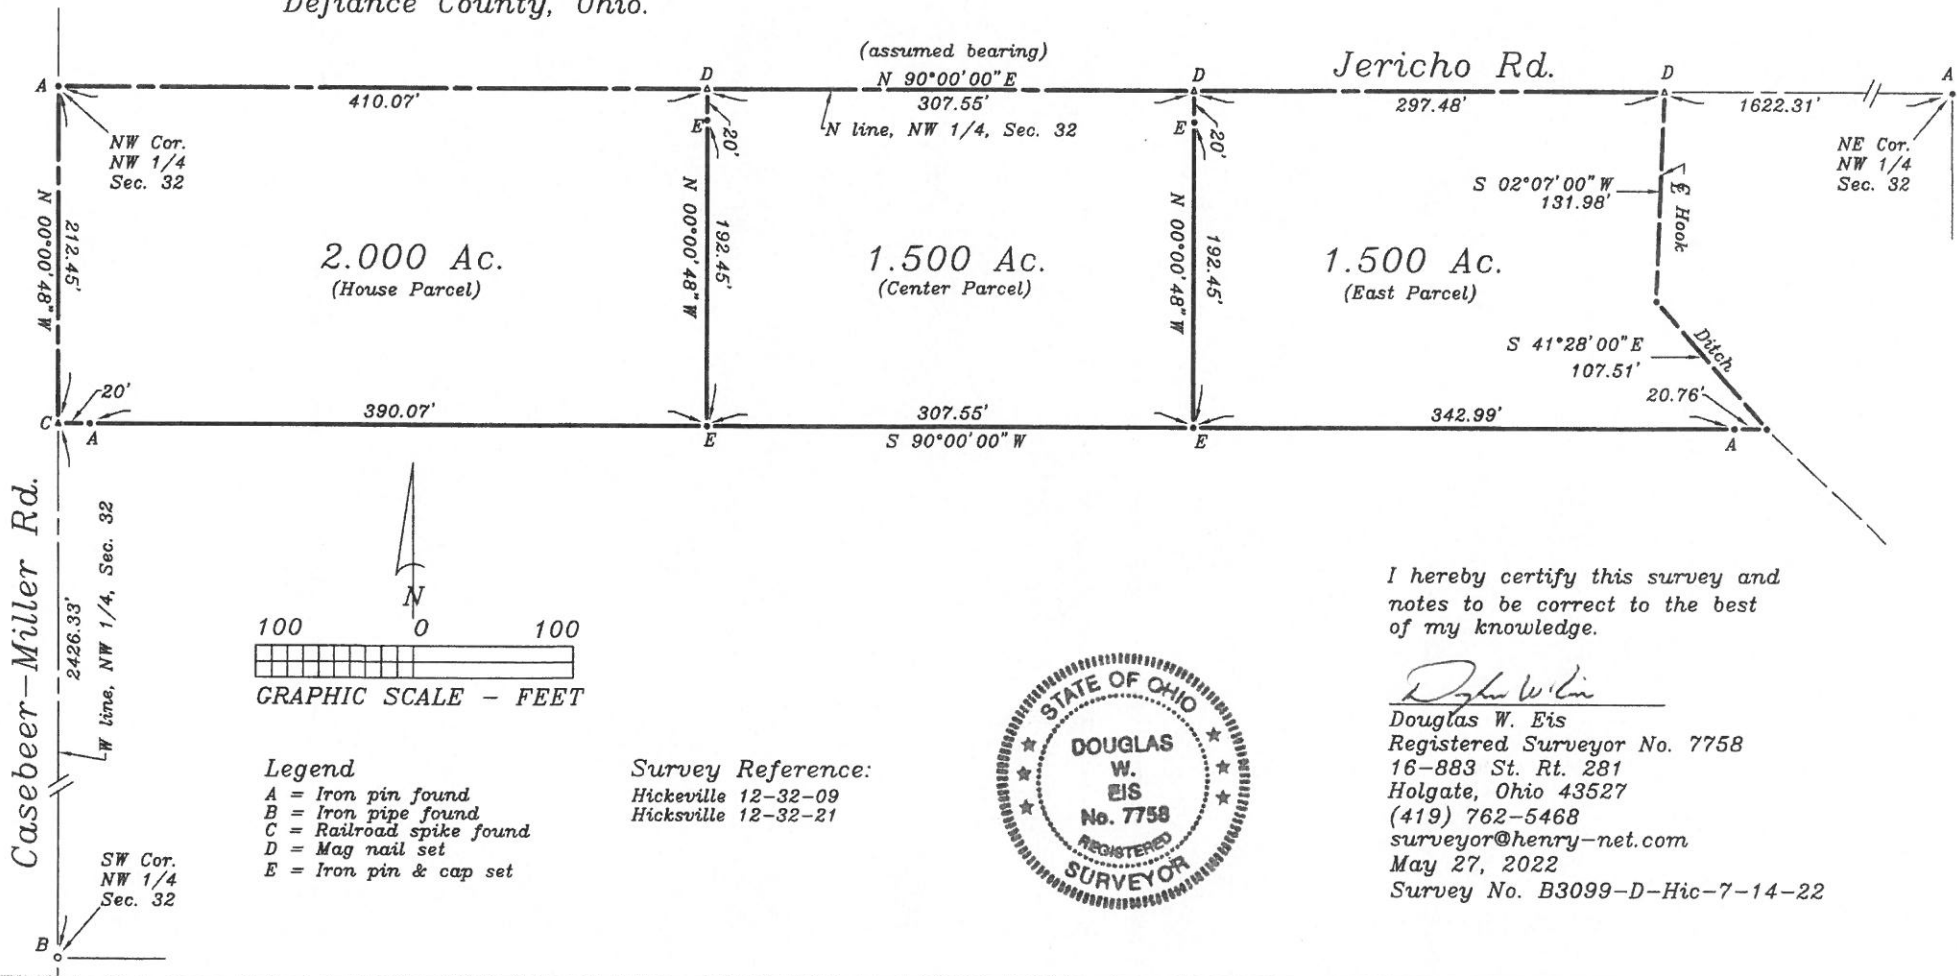 Defiance County, Ohio.
(assumed bearing)
N 90°00'00"E
Jericho Rd.
A
D
D
D
A
410.07'
307.55'
297.48'
1622.31'
N line, NW 1/4, Sec. 32
NW Cor.
NW 1/4
Sec. 32
NE Cor.
NW 1/4
Sec. 32
E
20'
E
20'
212.45'
N 00°00'48"W
N 00°00'48"W
192.45'
N 00°00'48"W
192.45'
S 02°07'00"W
131.98'
₵ Hook
Ditch
2.000 Ac.
(House Parcel)
1.500 Ac.
(Center Parcel)
1.500 Ac.
(East Parcel)
S 41°28'00"E
107.51'
20.76'
20'
390.07'
307.55'
342.99'
C
A
E
S 90°00'00"W
E
A
Casebeer-Miller Rd.
2426.33'
W line, NW 1/4, Sec. 32
N
100 0 100
GRAPHIC SCALE - FEET
Legend
A = Iron pin found
B = Iron pipe found
C = Railroad spike found
D = Mag nail set
E = Iron pin & cap set
Survey Reference:
Hickeville 12-32-09
Hicksville 12-32-21
SW Cor.
NW 1/4
Sec. 32
B
STATE OF OHIO
DOUGLAS
W.
EIS
No. 7758
REGISTERED
SURVEYOR
I hereby certify this survey and
notes to be correct to the best
of my knowledge.
Douglas W. Eis
Registered Surveyor No. 7758
16-883 St. Rt. 281
Holgate, Ohio 43527
(419) 762-5468
surveyor@henry-net.com
May 27, 2022
Survey No. B3099-D-Hic-7-14-22